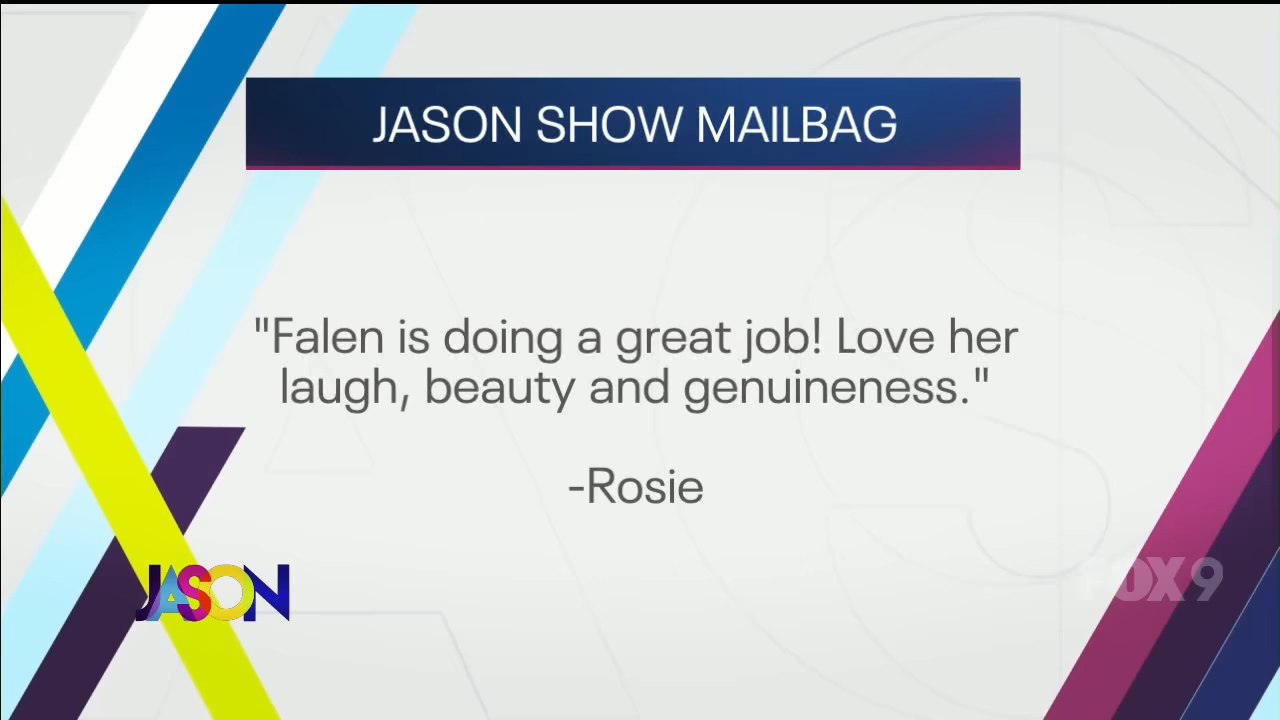 JASON SHOW MAILBAG
"Falen is doing a great job! Love her
laugh, beauty and genuineness."
-Rosie
JASON
FOX9